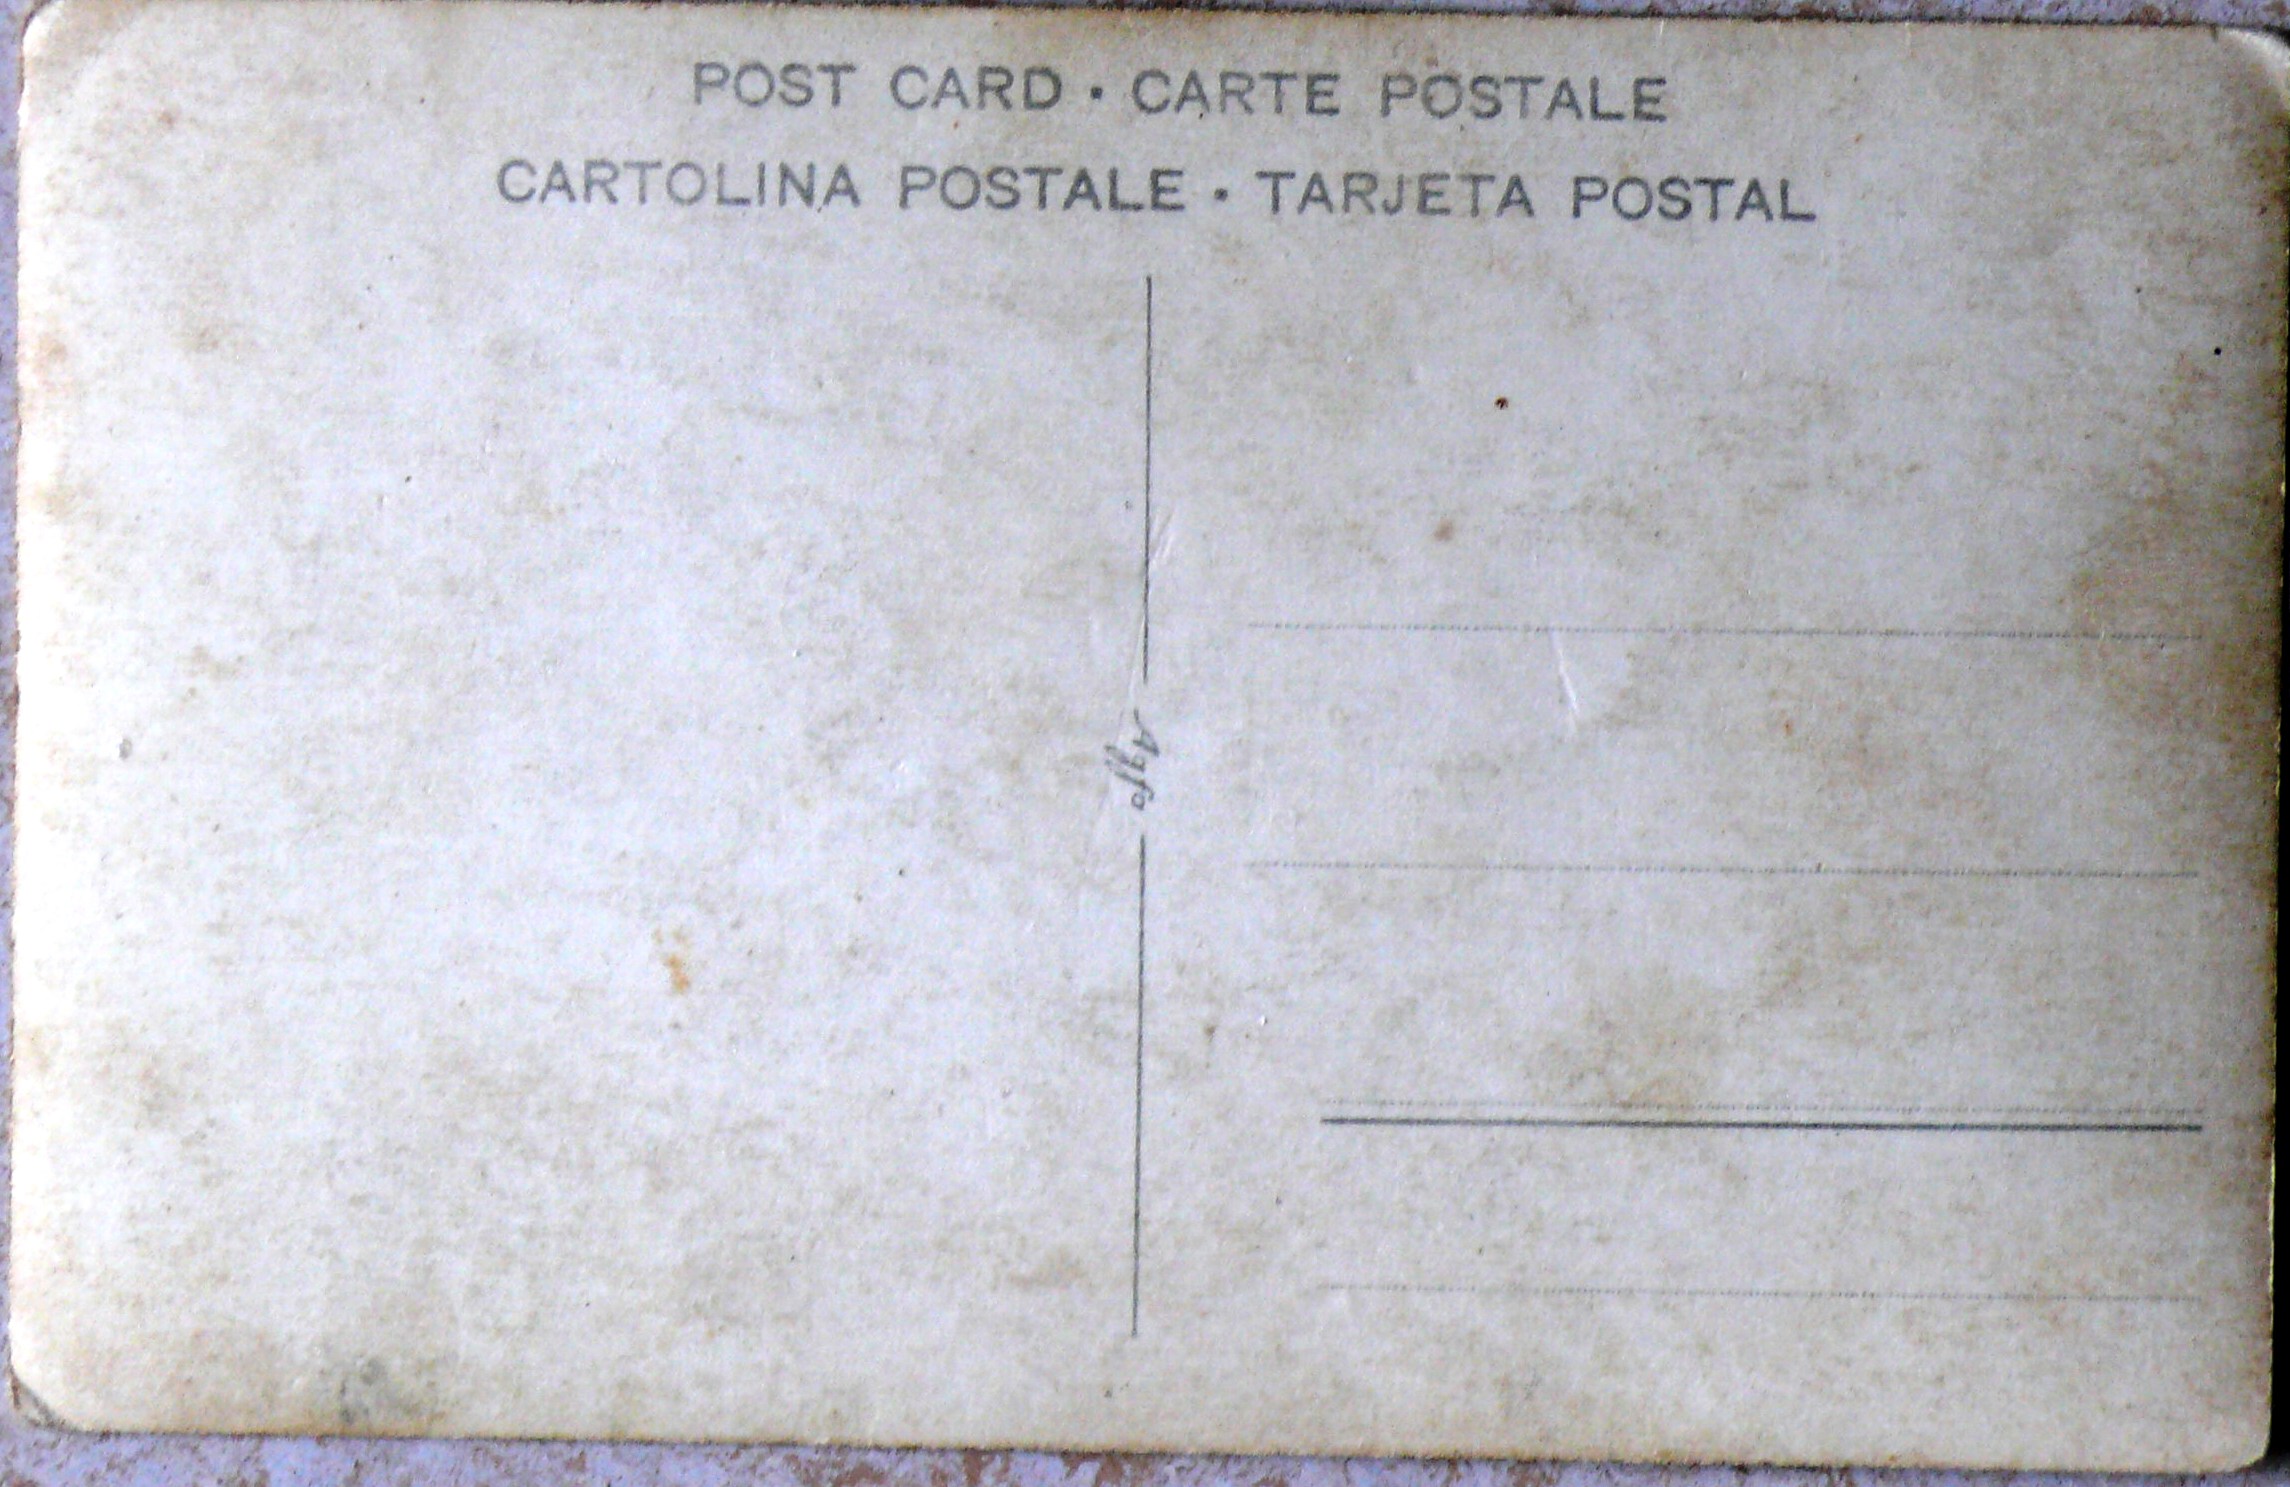 POST CARD · CARTE POSTALE
CARTOLINA POSTALE · TARJETA POSTAL
Agfa